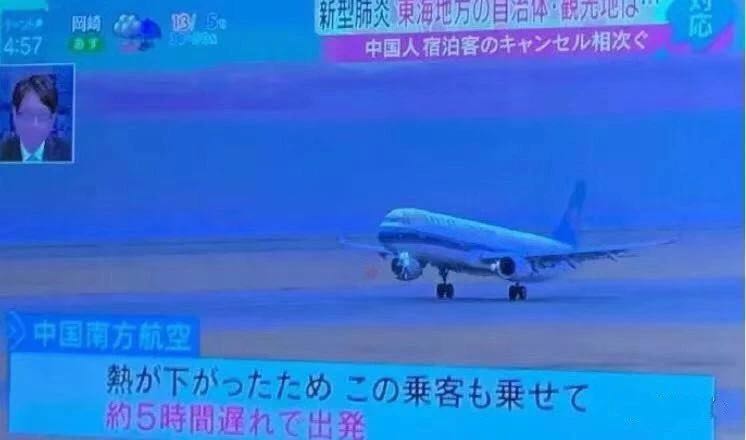 新型肺炎 東海地方の自治体・観光地は…
対応
中国人宿泊客のキャンセル相次ぐ
岡崎
あす
13/
4:57
中国南方航空
熱が下がったため この乗客も乗せて
約5時間遅れで出発